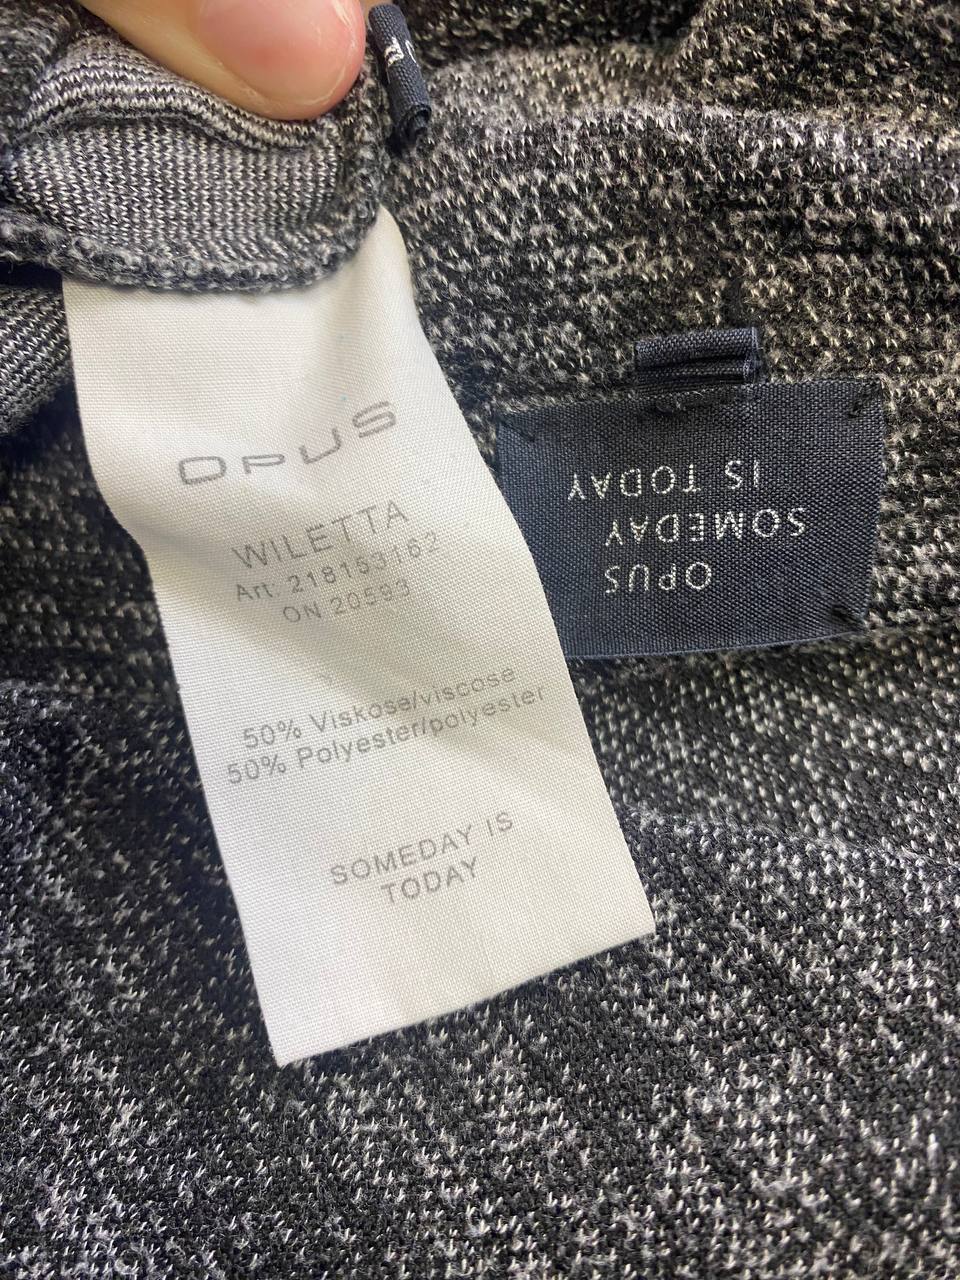 OPUS
WILETTA
Art. 218153162
ON 20593
50% Viskose/viscose
50% Polyester/polyester
SOMEDAY IS
TODAY
OPUS
SOMEDAY
IS TODAY